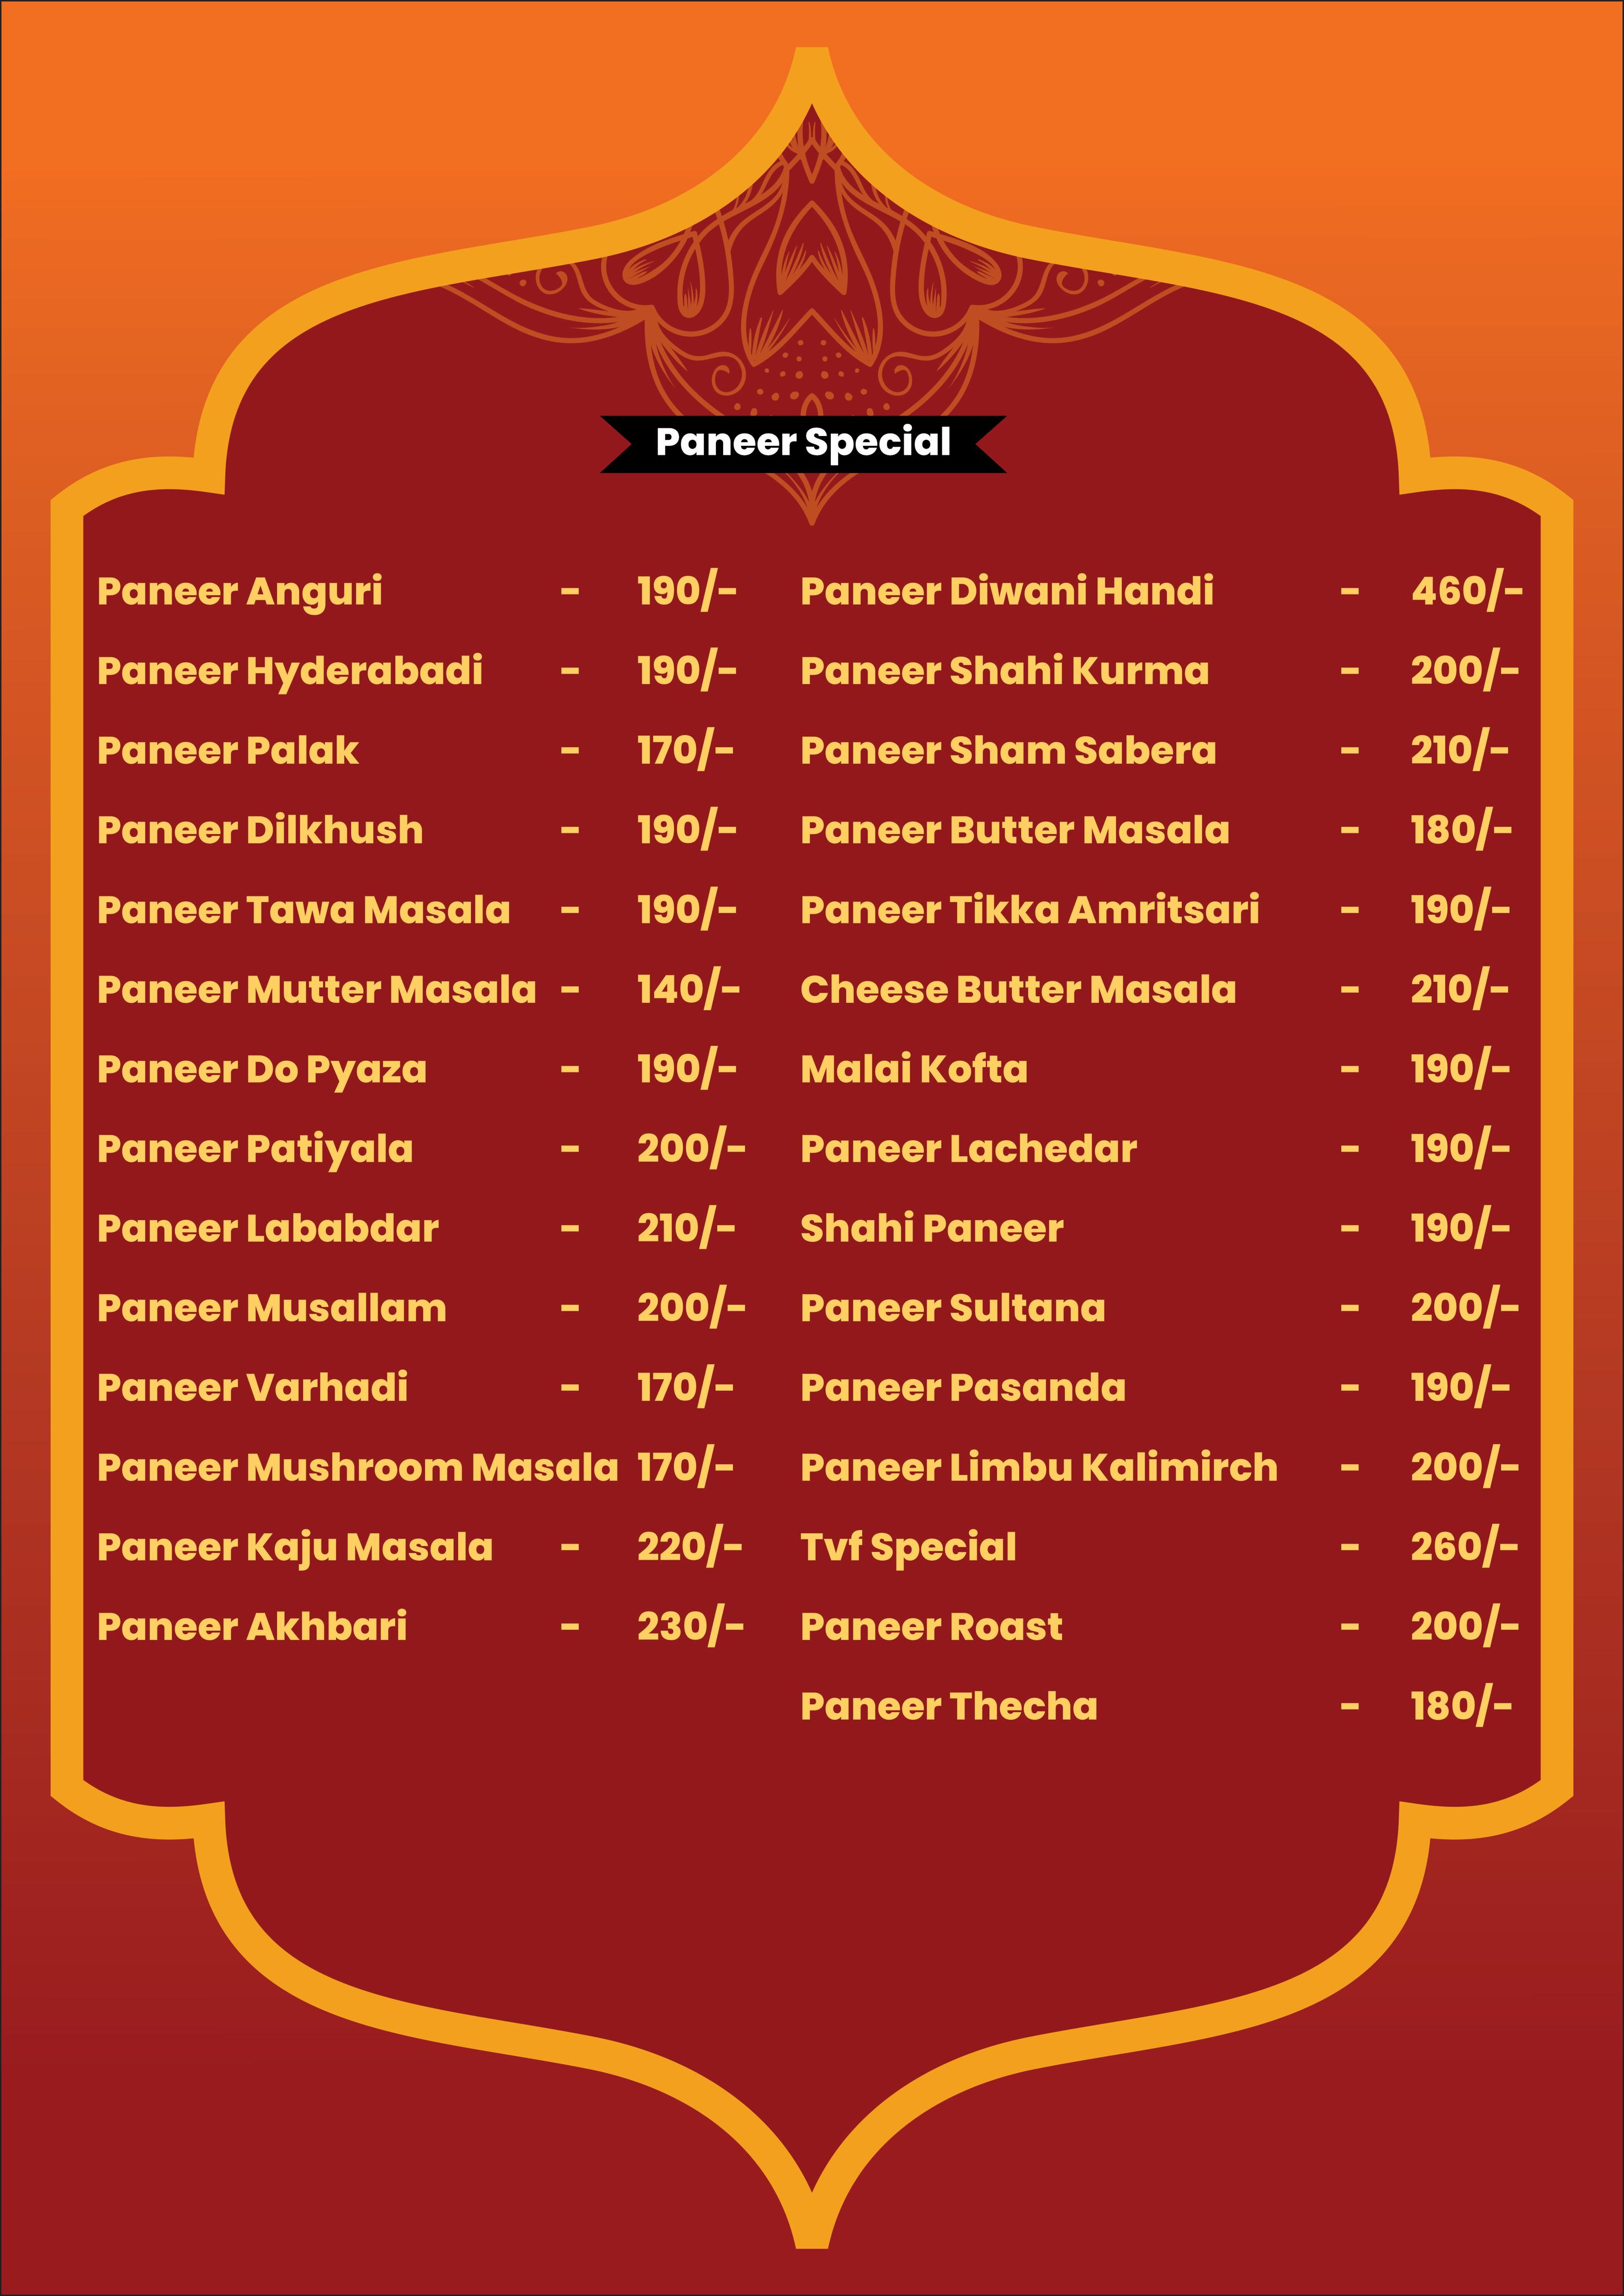 Paneer Special
Paneer Anguri - 190/-
Paneer Hyderabadi - 190/-
Paneer Palak - 170/-
Paneer Dilkhush - 190/-
Paneer Tawa Masala - 190/-
Paneer Mutter Masala - 140/-
Paneer Do Pyaza - 190/-
Paneer Patiyala - 200/-
Paneer Lababdar - 210/-
Paneer Musallam - 200/-
Paneer Varhadi - 170/-
Paneer Mushroom Masala 170/-
Paneer Kaju Masala - 220/-
Paneer Akhbari - 230/-
Paneer Diwani Handi - 460/-
Paneer Shahi Kurma - 200/-
Paneer Sham Sabera - 210/-
Paneer Butter Masala - 180/-
Paneer Tikka Amritsari - 190/-
Cheese Butter Masala - 210/-
Malai Kofta - 190/-
Paneer Lachedar - 190/-
Shahi Paneer - 190/-
Paneer Sultana - 200/-
Paneer Pasanda - 190/-
Paneer Limbu Kalimirch - 200/-
Tvf Special - 260/-
Paneer Roast - 200/-
Paneer Thecha - 180/-